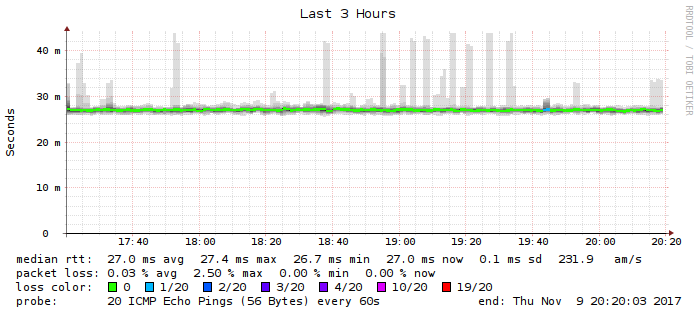 Last 3 Hours
RRDTOOL / TOBI OETIKER
Seconds
40 m
30 m
20 m
10 m
0
17:40 18:00 18:20 18:40 19:00 19:20 19:40 20:00 20:20
median rtt: 27.0 ms avg 27.4 ms max 26.7 ms min 27.0 ms now 0.1 ms sd 231.9 am/s
packet loss: 0.03 % avg 2.50 % max 0.00 % min 0.00 % now
loss color: 0 1/20 2/20 3/20 4/20 10/20 19/20
probe: 20 ICMP Echo Pings (56 Bytes) every 60s end: Thu Nov 9 20:20:03 2017